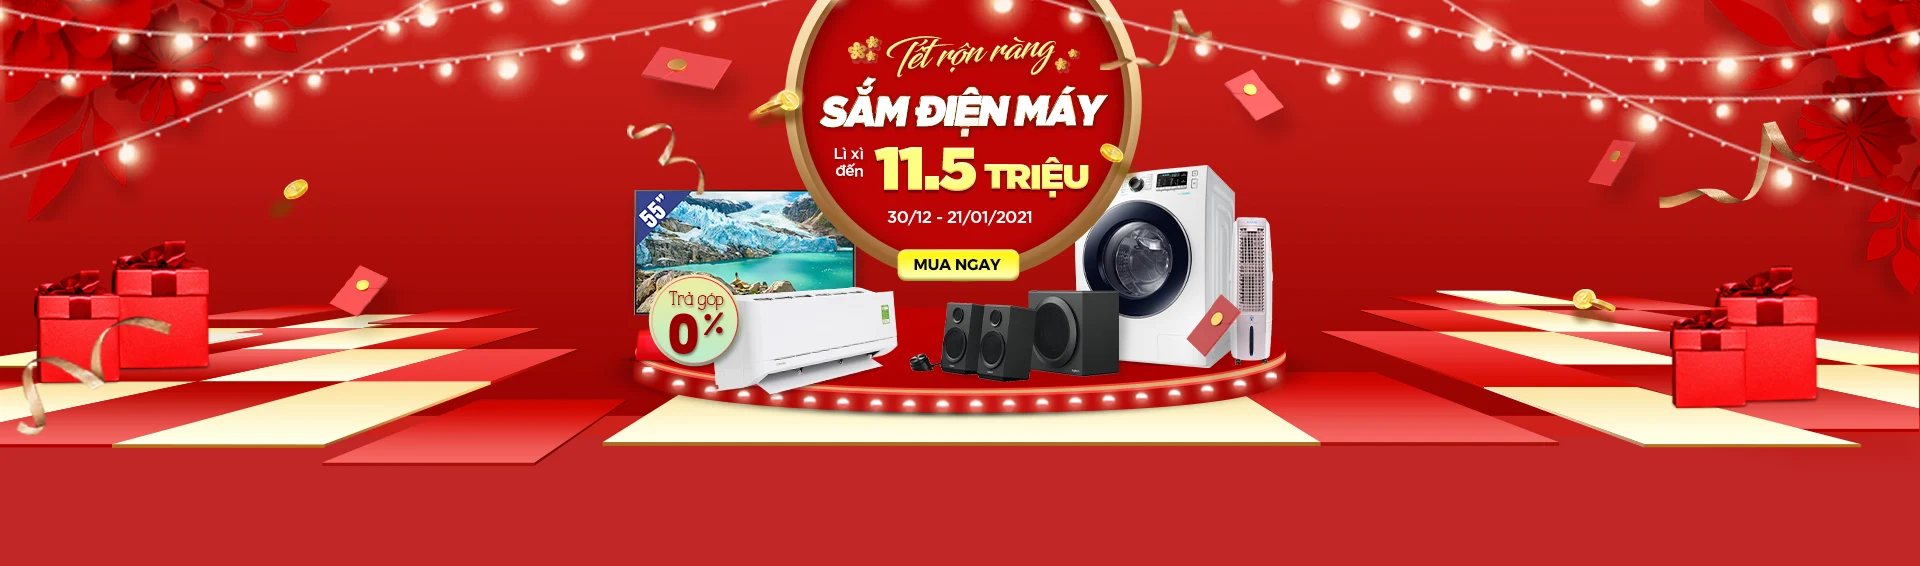 Tết rộn ràng
SẮM ĐIỆN MÁY
Lì xì
đến
11.5 TRIỆU
30/12 - 21/01/2021
MUA NGAY
55"
Trả góp
0%